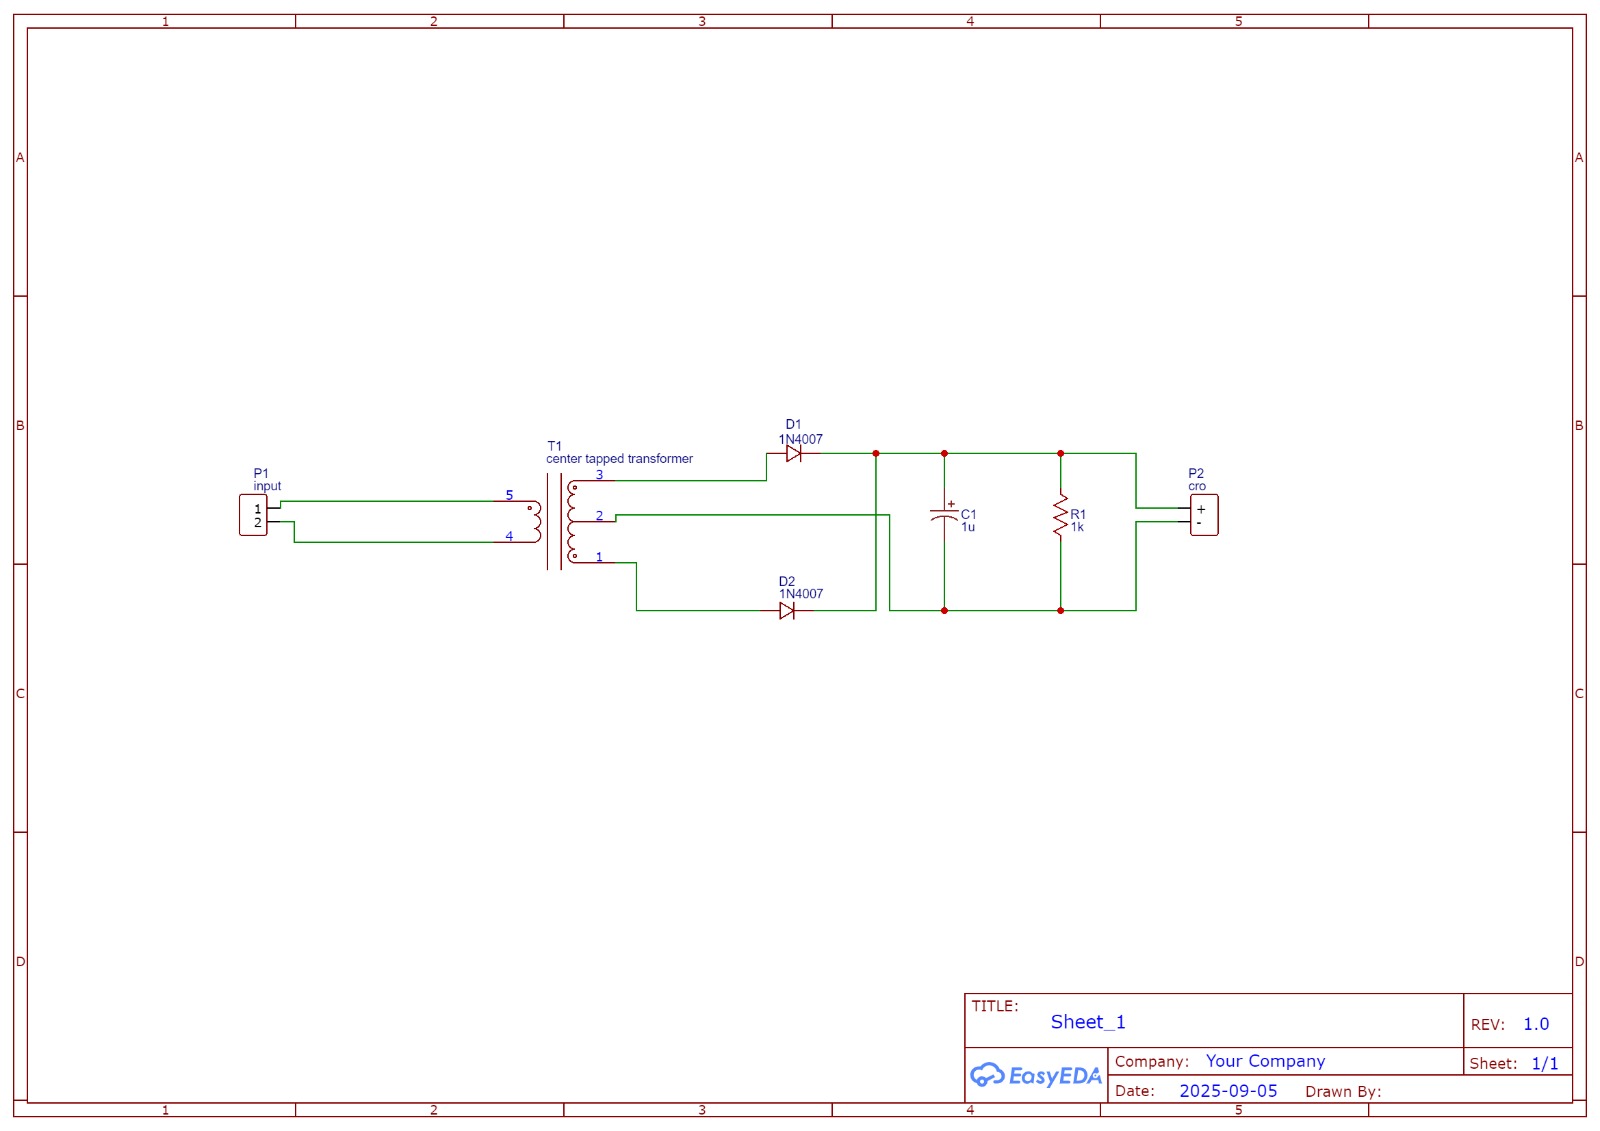 1 2 3 4 5
A A
B B
D1
1N4007
T1
center tapped transformer
P1
input
3
5
1
2
2
4
1
P2
cro
+
-
+
C1
1u
R1
1k
D2
1N4007
C C
D D
TITLE:
Sheet_1
REV: 1.0
EasyEDA
Company: Your Company
Sheet: 1/1
Date: 2025-09-05 Drawn By:
1 2 3 4 5